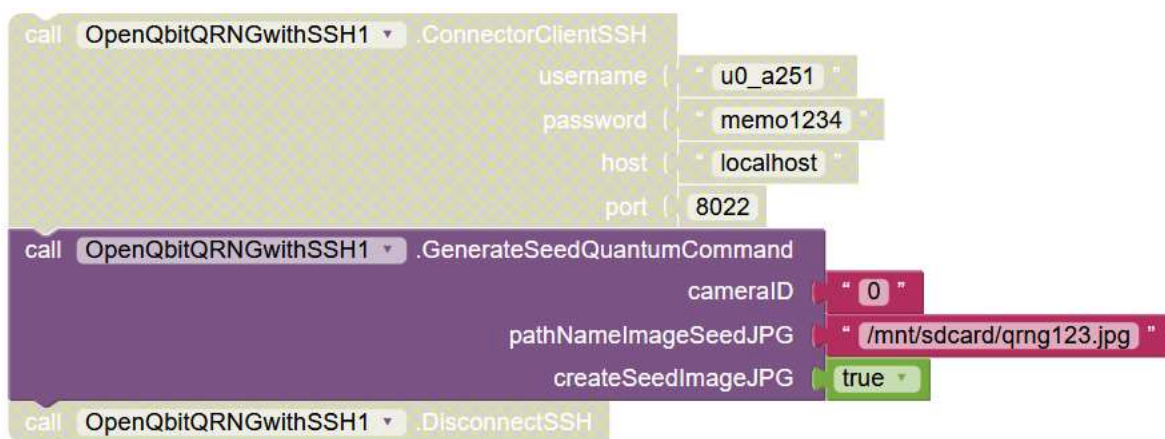 call OpenQbitQRNGwithSSH1 .ConnectorClientSSH
username " u0_a251 "
password " memo1234 "
host " localhost "
port 8022
call OpenQbitQRNGwithSSH1 .GenerateSeedQuantumCommand
cameraID " 0 "
pathNameImageSeedJPG " /mnt/sdcard/qrng123.jpg "
createSeedImageJPG true
call OpenQbitQRNGwithSSH1 .DisconnectSSH